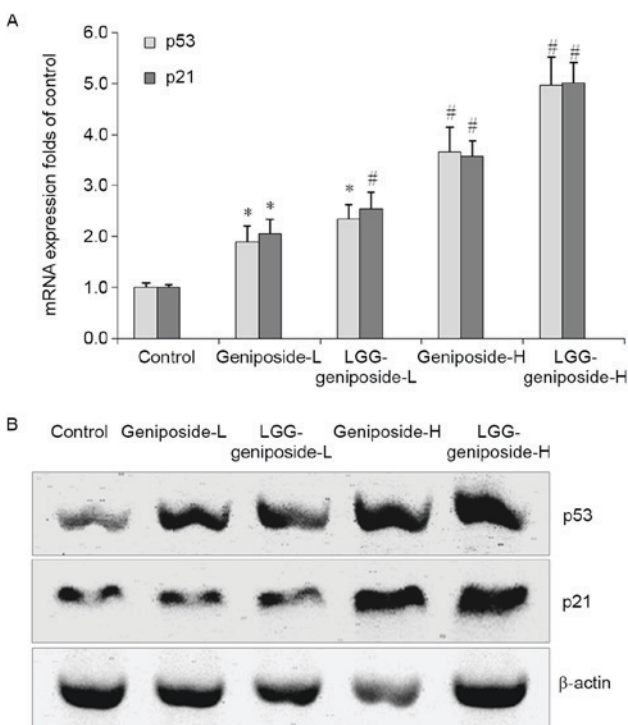 A
mRNA expression folds of control
6.0
5.0
4.0
3.0
2.0
1.0
0.0
p53
p21
* *
* #
# #
# #
Control Geniposide-L LGG- Geniposide-H LGG-
geniposide-L geniposide-H
B
Control Geniposide-L LGG- Geniposide-H LGG-
geniposide-L geniposide-H
p53
p21
β-actin